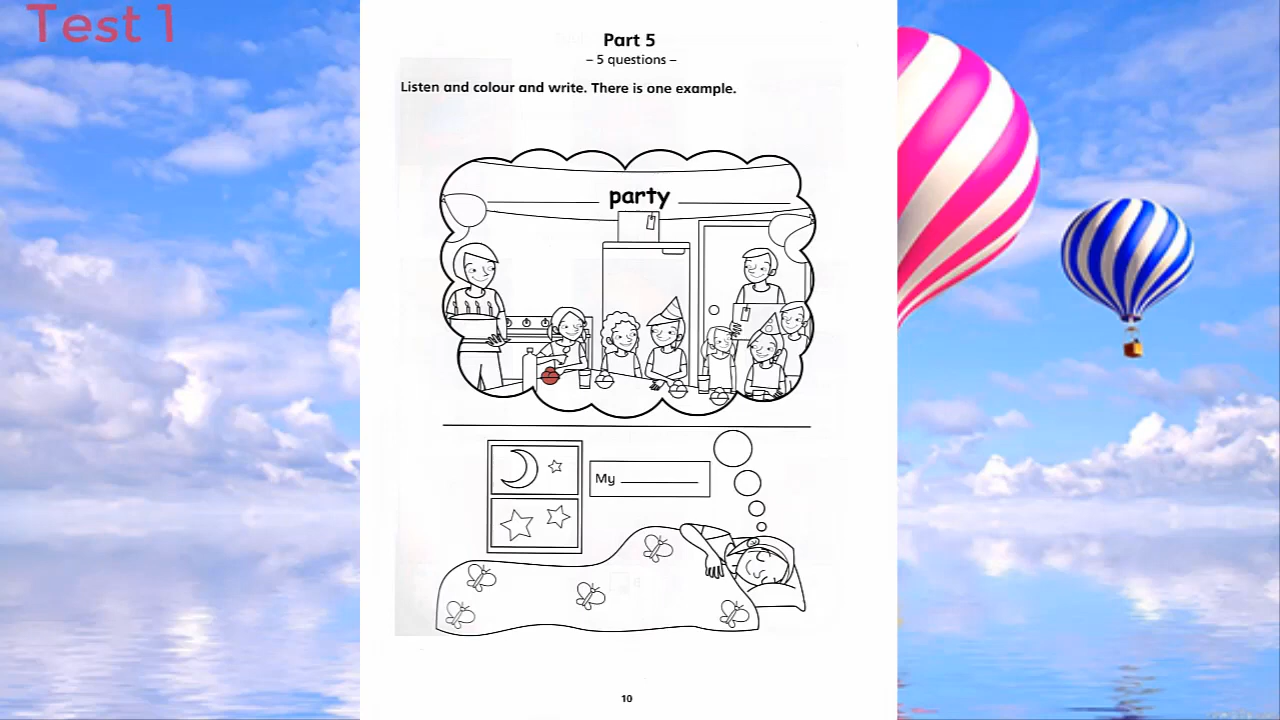 Test 1
Part 5
– 5 questions –
Listen and colour and write. There is one example.
party
My
10